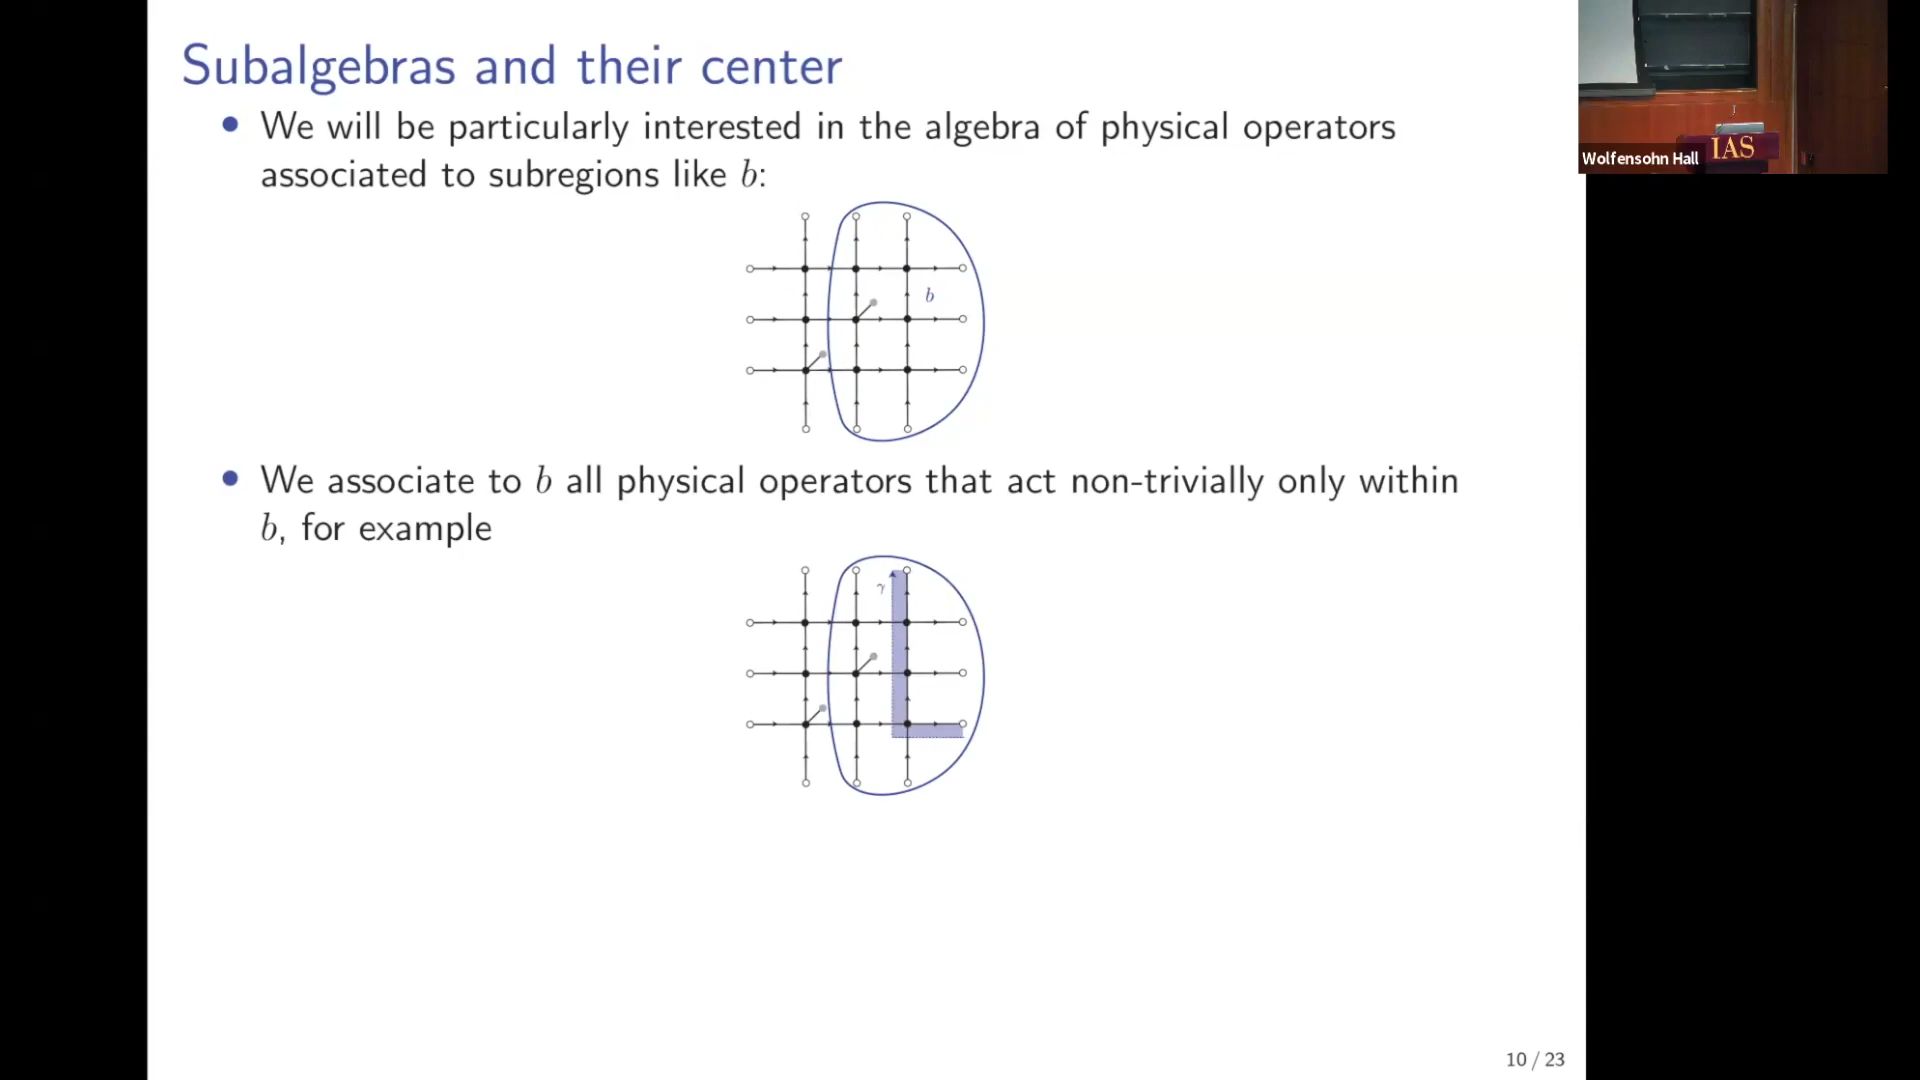 Subalgebras and their center
• We will be particularly interested in the algebra of physical operators
associated to subregions like b:
b
• We associate to b all physical operators that act non-trivially only within
b, for example
γ
10 / 23
Wolfensohn Hall
IAS